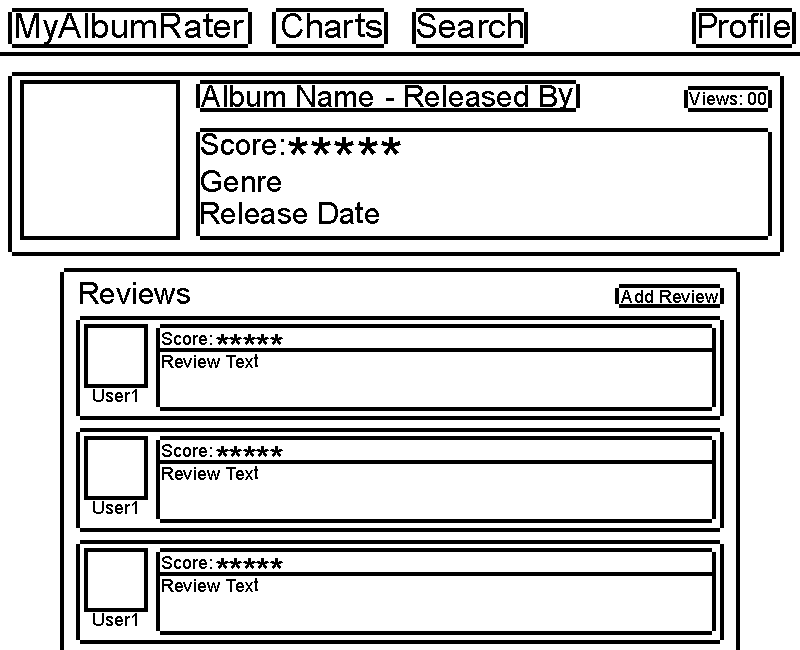 MyAlbumRater Charts Search Profile
Album Name - Released By Views: 00
Score:*****
Genre
Release Date
Reviews Add Review
Score: *****
Review Text
User1
Score: *****
Review Text
User1
Score: *****
Review Text
User1